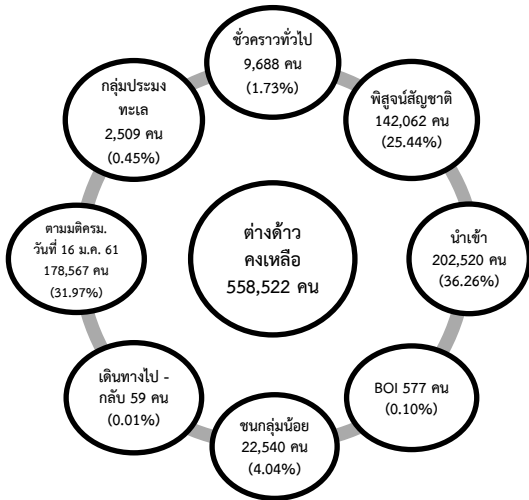 ชั่วคราวทั่วไป
9,688 คน
(1.73%)
พิสูจน์สัญชาติ
142,062 คน
(25.44%)
นำเข้า
202,520 คน
(36.26%)
BOI 577 คน
(0.10%)
ชนกลุ่มน้อย
22,540 คน
(4.04%)
เดินทางไป -
กลับ 59 คน
(0.01%)
ตามมติครม.
วันที่ 16 ม.ค. 61
178,567 คน
(31.97%)
กลุ่มประมง
ทะเล
2,509 คน
(0.45%)
ต่างด้าว
คงเหลือ
558,522 คน